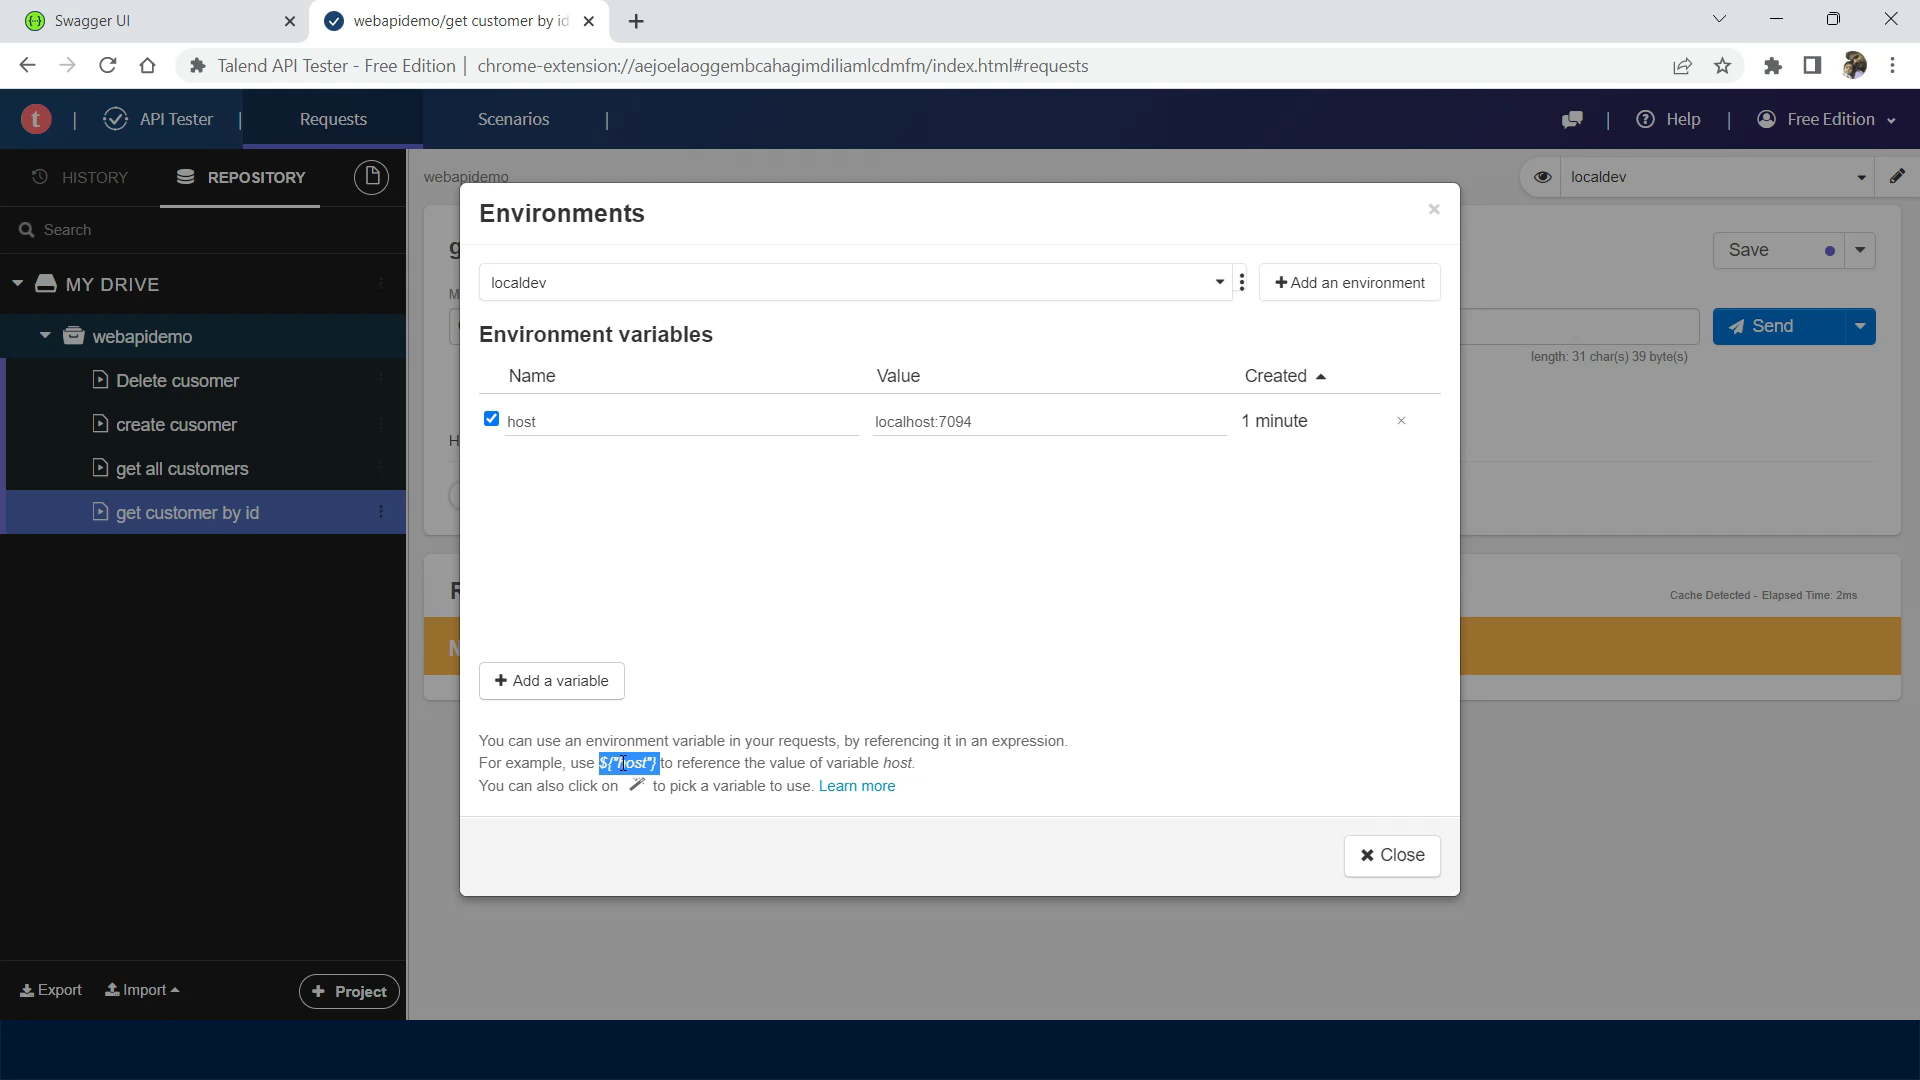 Swagger UI
webapidemo/get customer by id
Talend API Tester - Free Edition | chrome-extension://aejoelaoggembcahagimdiliamlcdmfm/index.html#requests
t | API Tester | Requests Scenarios | | Help | Free Edition
HISTORY REPOSITORY
webapidemo
localdev
Search
MY DRIVE
webapidemo
Delete cusomer
create cusomer
get all customers
get customer by id
Export Import + Project
Save
Send
length: 31 char(s) 39 byte(s)
Cache Detected - Elapsed Time: 2ms
Environments ×
localdev
+ Add an environment
Environment variables
Name Value Created
host localhost:7094 1 minute ×
+ Add a variable
You can use an environment variable in your requests, by referencing it in an expression.
For example, use ${"host"} to reference the value of variable host.
You can also click on to pick a variable to use. Learn more
Close